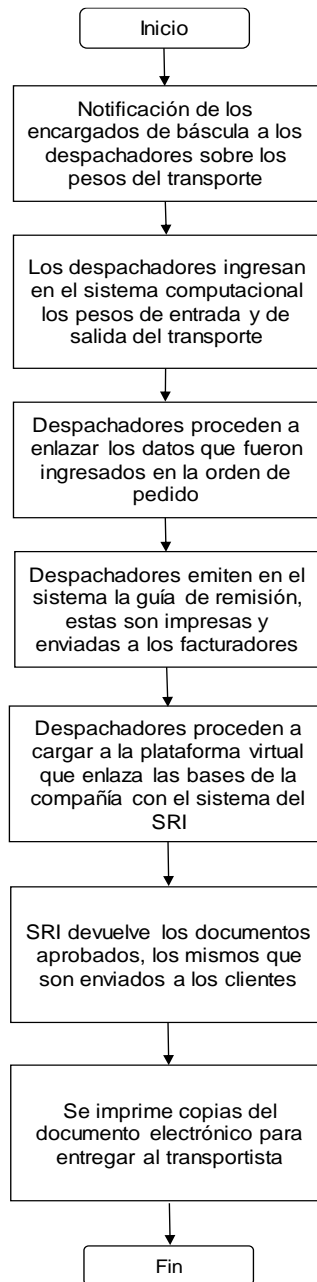 Inicio
Notificación de los
encargados de báscula a los
despachadores sobre los
pesos del transporte
Los despachadores ingresan
en el sistema computacional
los pesos de entrada y de
salida del transporte
Despachadores proceden a
enlazar los datos que fueron
ingresados en la orden de
pedido
Despachadores emiten en el
sistema la guía de remisión,
estas son impresas y
enviadas a los facturadores
Despachadores proceden a
cargar a la plataforma virtual
que enlaza las bases de la
compañía con el sistema del
SRI
SRI devuelve los documentos
aprobados, los mismos que
son enviados a los clientes
Se imprime copias del
documento electrónico para
entregar al transportista
Fin